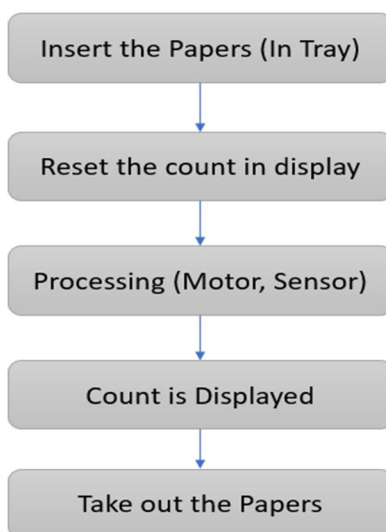 Insert the Papers (In Tray)
Reset the count in display
Processing (Motor, Sensor)
Count is Displayed
Take out the Papers